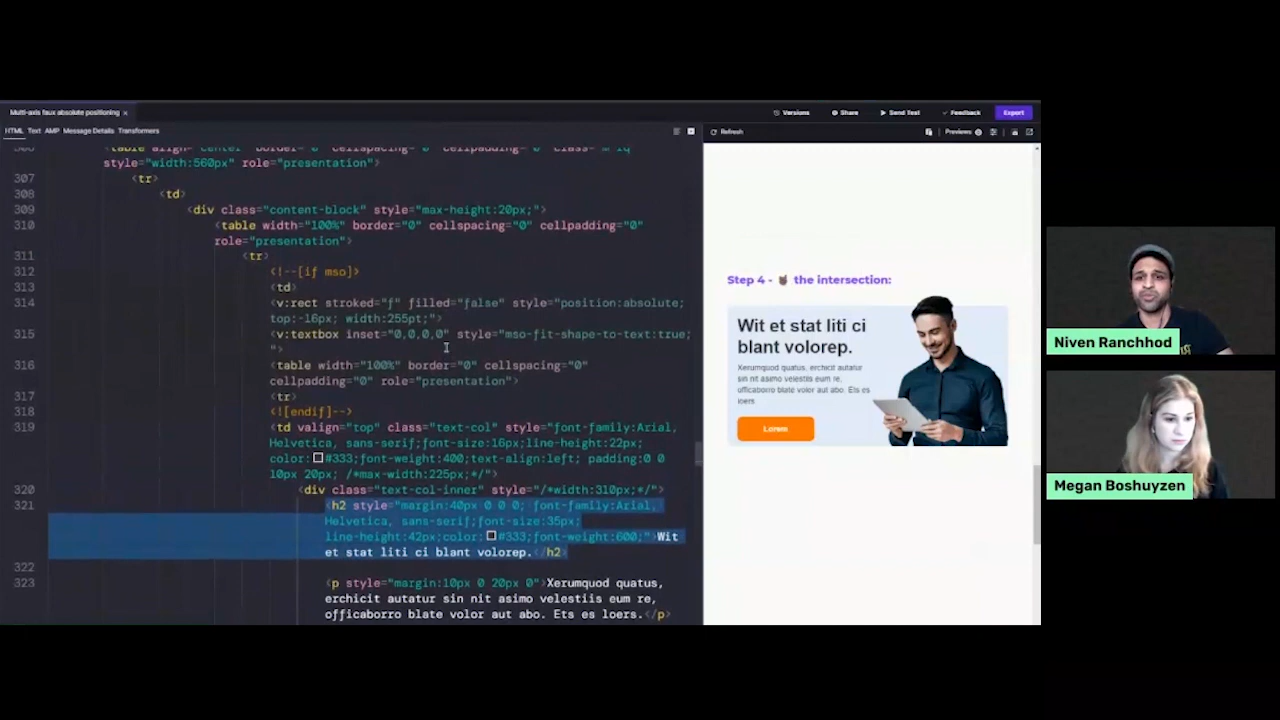 Multi-axis faux absolute positioning ×
Versions Share Send Test Feedback Export
HTML Text AMP Message Details Transformers
Refresh
Previews
306 <table align="center" border="0" cellspacing="0" cellpadding="0" class="m
style="width:560px" role="presentation">
307 <tr>
308 <td>
309 <div class="content-block" style="max-height:20px;">
310 <table width="100%" border="0" cellspacing="0" cellpadding="0"
role="presentation">
311 <tr>
312 <!--[if mso]>
313 <td>
314 <v:rect stroked="f" filled="false" style="position:absolute;
top:-16px; width:255pt;">
315 <v:textbox inset="0,0,0,0" style="mso-fit-shape-to-text:true;
">
316 <table width="100%" border="0" cellspacing="0"
cellpadding="0" role="presentation">
317 <tr>
318 <![endif]-->
319 <td valign="top" class="text-col" style="font-family:Arial,
Helvetica, sans-serif;font-size:16px;line-height:22px;
color:#333;font-weight:400;text-align:left; padding:0 0
10px 20px; /*max-width:225px;*/">
320 <div class="text-col-inner" style="/*width:310px;*/">
321 <h2 style="margin:40px 0 0 0; font-family:Arial,
Helvetica, sans-serif;font-size:35px;
line-height:42px;color:#333;font-weight:600;">Wit
et stat liti ci blant volorep.</h2>
322
323 <p style="margin:10px 0 20px 0">Xerumquod quatus,
erchicit autatur sin nit asimo velestiis eum re,
officaborro blate volor aut abo. Ets es loers.</p>
Step 4 - the intersection:
Wit et stat liti ci
blant volorep.
Xerumquod quatus, erchicit autatur
sin nit asimo velestiis eum re,
officaborro blate volor aut abo. Ets es
loers.
Lorem
Niven Ranchhod
Megan Boshuyzen